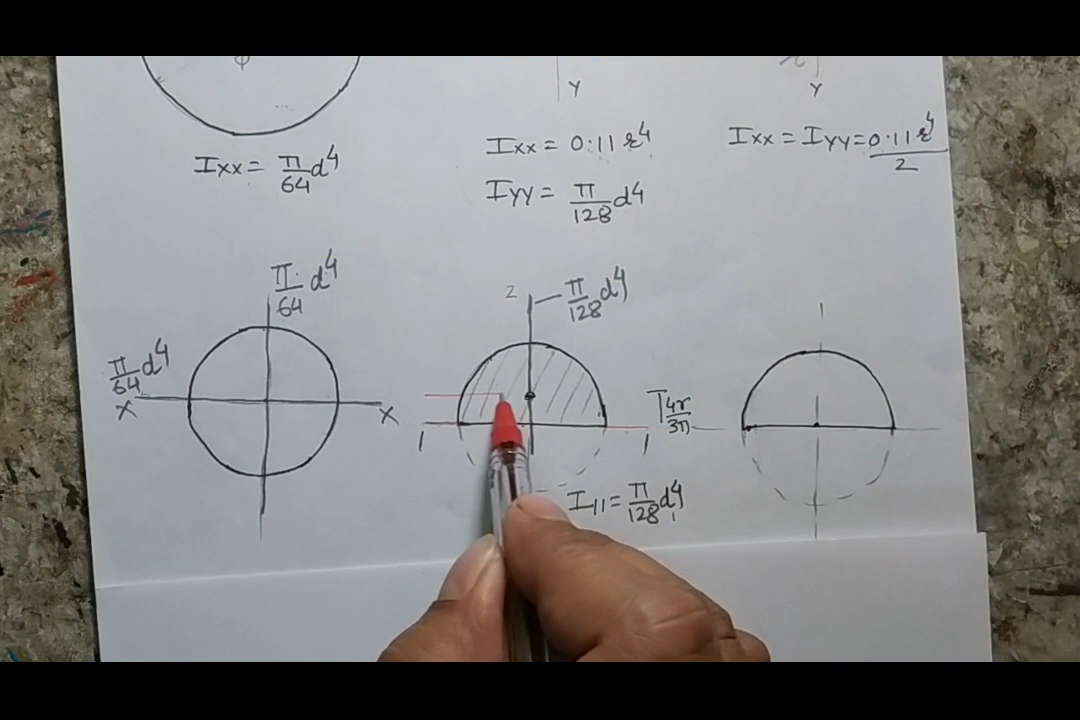 φ
Y
r
Y
Ixx = π/64 d⁴
Ixx = 0.11 r⁴
Ixx = Iyy = 0.11 r⁴/2
Iyy = π/128 d⁴
π/64 d⁴
2
π/128 d⁴
π/64 d⁴
X
X
1
1
4r/3π
I11 = π/128 d⁴